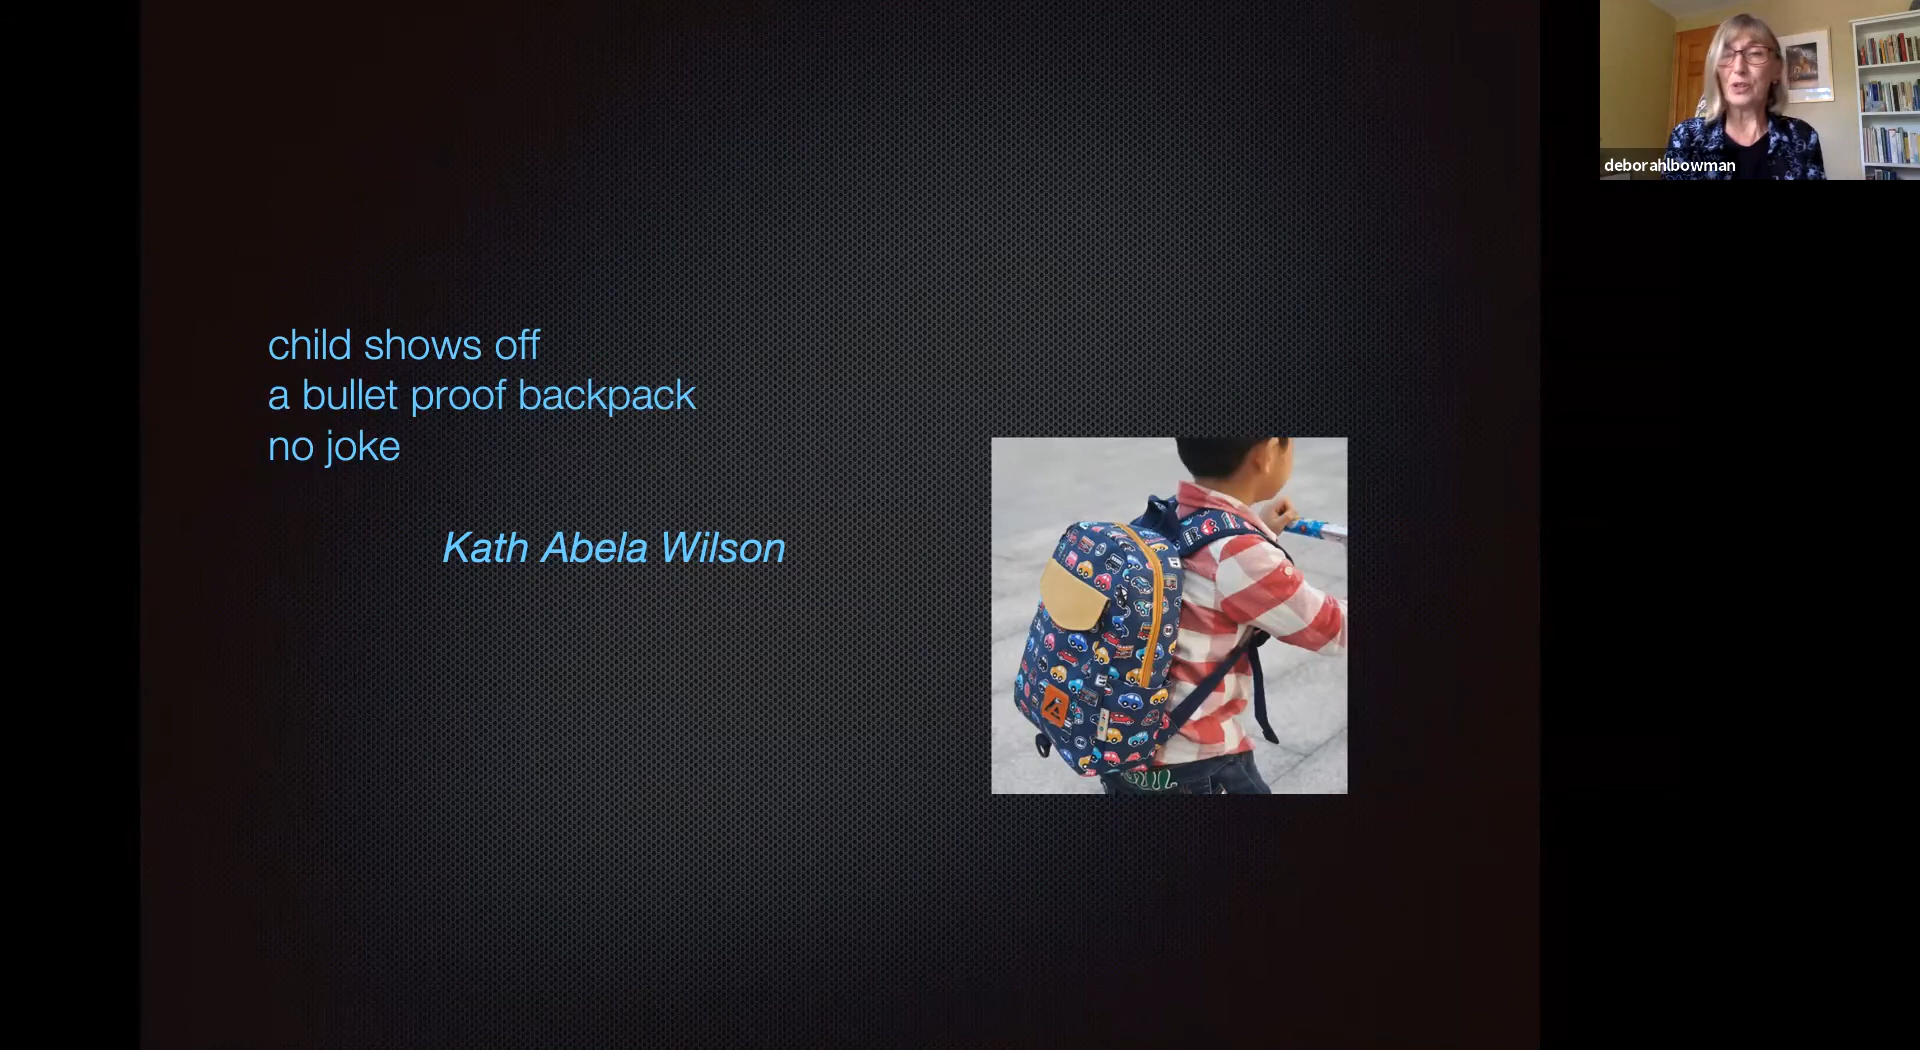 child shows off
a bullet proof backpack
no joke
Kath Abela Wilson
deborahlbowman